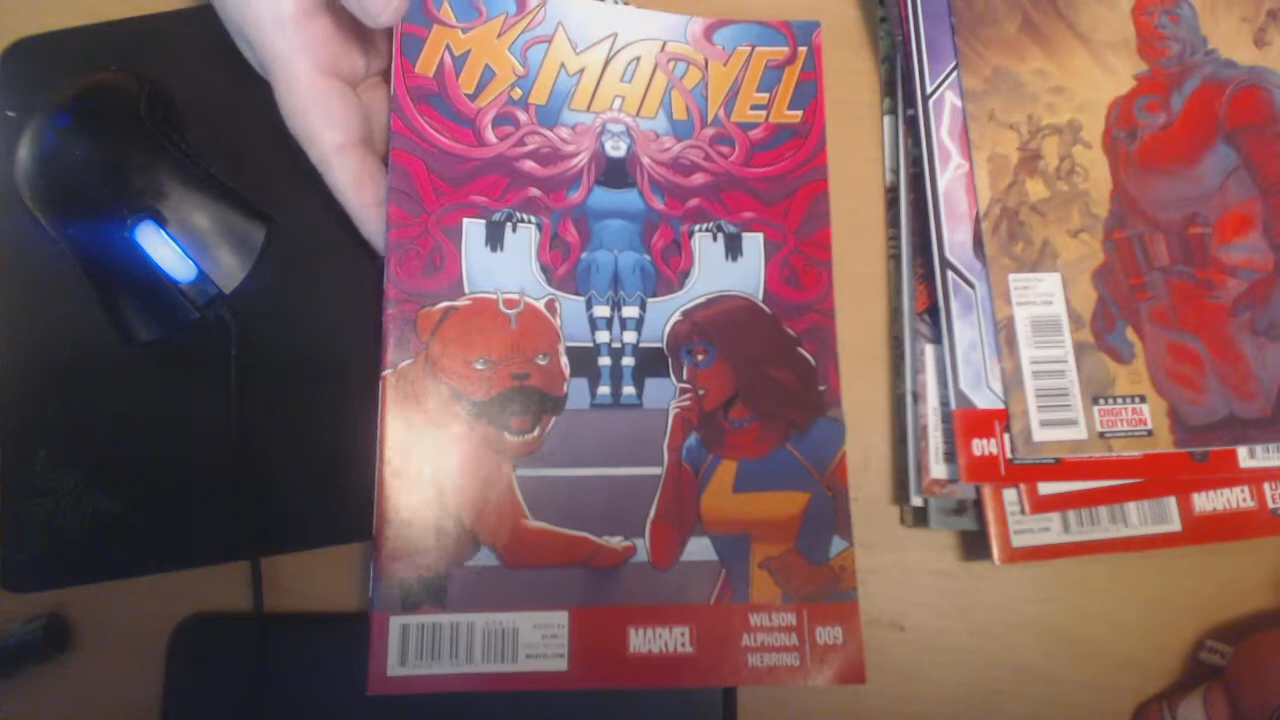 MS. MARVEL
MARVEL
WILSON
ALPHONA
HERRING
009
DIGITAL
EDITION
014
MARVEL